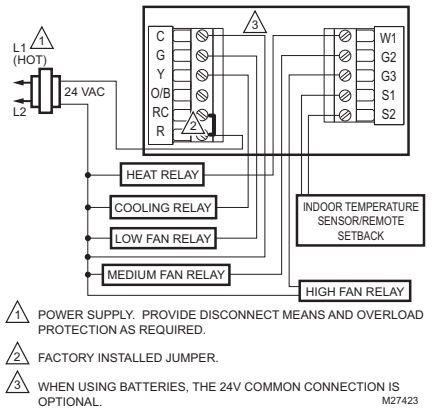 3
1
L1
(HOT)
24 VAC
L2
C
G
Y
O/B
RC
R
2
W1
G2
G3
S1
S2
HEAT RELAY
COOLING RELAY
LOW FAN RELAY
MEDIUM FAN RELAY
INDOOR TEMPERATURE
SENSOR/REMOTE
SETBACK
HIGH FAN RELAY
1 POWER SUPPLY. PROVIDE DISCONNECT MEANS AND OVERLOAD
PROTECTION AS REQUIRED.
2 FACTORY INSTALLED JUMPER.
3 WHEN USING BATTERIES, THE 24V COMMON CONNECTION IS
OPTIONAL.
M27423